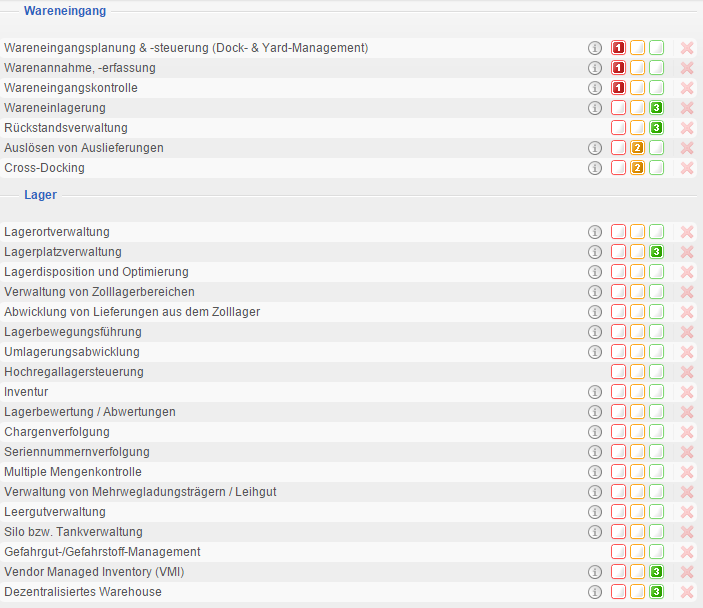 Wareneingang
Wareneingangsplanung & -steuerung (Dock- & Yard-Management) 1
Warenannahme, -erfassung 1
Wareneingangskontrolle 1
Wareneinlagerung 3
Rückstandsverwaltung 3
Auslösen von Auslieferungen 2
Cross-Docking 2
Lager
Lagerortverwaltung
Lagerplatzverwaltung 3
Lagerdisposition und Optimierung
Verwaltung von Zolllagerbereichen
Abwicklung von Lieferungen aus dem Zolllager
Lagerbewegungsführung
Umlagerungsabwicklung
Hochregallagersteuerung
Inventur
Lagerbewertung / Abwertungen
Chargenverfolgung
Seriennummernverfolgung
Multiple Mengenkontrolle
Verwaltung von Mehrwegladungsträgern / Leihgut
Leergutverwaltung
Silo bzw. Tankverwaltung
Gefahrgut-/Gefahrstoff-Management
Vendor Managed Inventory (VMI) 3
Dezentralisiertes Warehouse 3